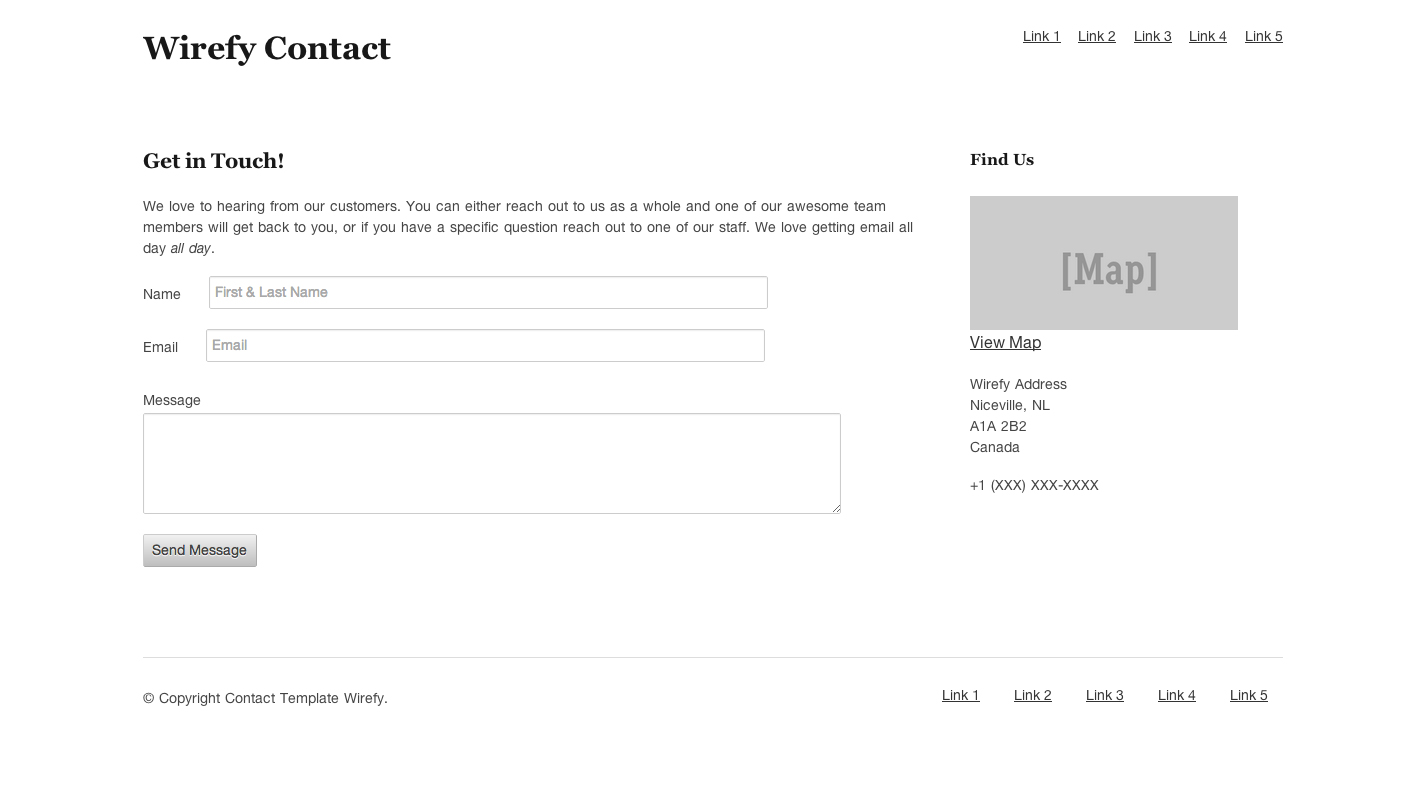 Wirefy Contact
Link 1 Link 2 Link 3 Link 4 Link 5
Get in Touch!
We love to hearing from our customers. You can either reach out to us as a whole and one of our awesome team
members will get back to you, or if you have a specific question reach out to one of our staff. We love getting email all
day all day.
Name First & Last Name
Email Email
Message
Send Message
Find Us
[Map]
View Map
Wirefy Address
Niceville, NL
A1A 2B2
Canada
+1 (XXX) XXX-XXXX
© Copyright Contact Template Wirefy.
Link 1 Link 2 Link 3 Link 4 Link 5